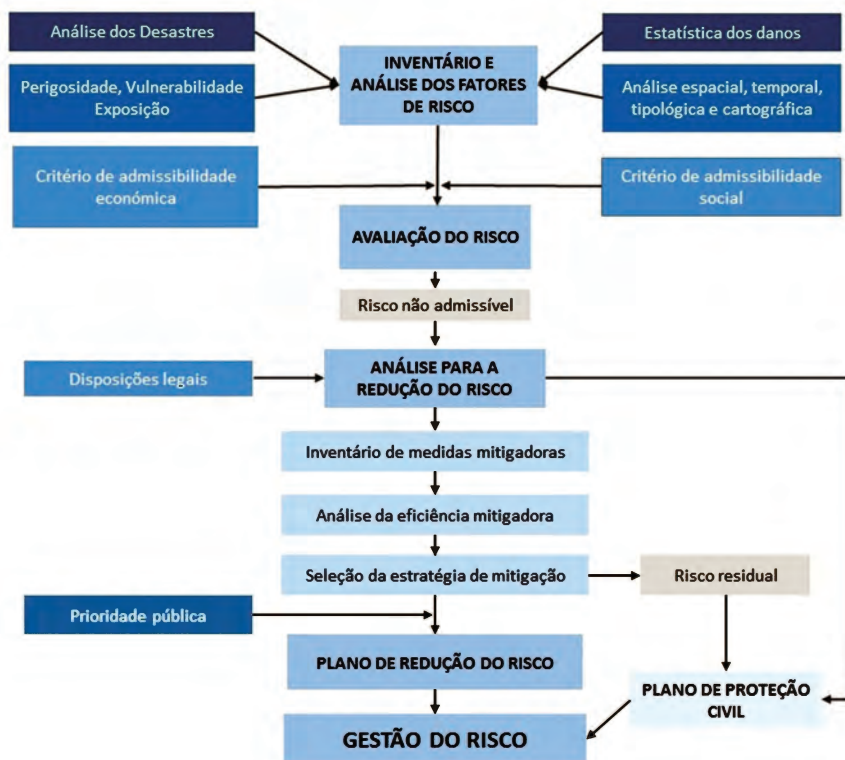 Análise dos Desastres
Estatística dos danos
INVENTÁRIO E
ANÁLISE DOS FATORES
DE RISCO
Perigosidade, Vulnerabilidade
Exposição
Análise espacial, temporal,
tipológica e cartográfica
Critério de admissibilidade
económica
Critério de admissibilidade
social
AVALIAÇÃO DO RISCO
Risco não admissível
Disposições legais
ANÁLISE PARA A
REDUÇÃO DO RISCO
Inventário de medidas mitigadoras
Análise da eficiência mitigadora
Seleção da estratégia de mitigação
Risco residual
Prioridade pública
PLANO DE REDUÇÃO DO RISCO
PLANO DE PROTEÇÃO
CIVIL
GESTÃO DO RISCO